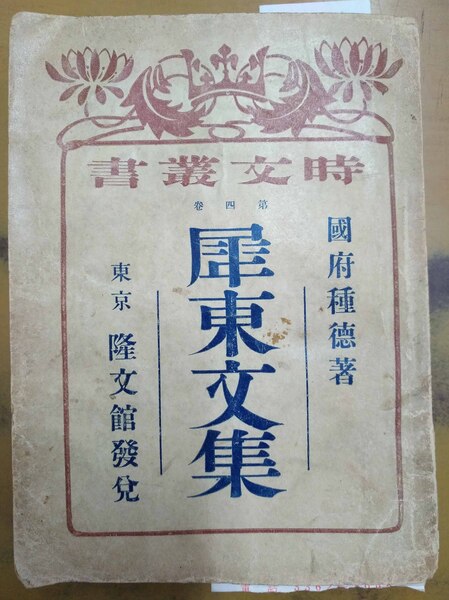 時文叢書
第四卷
國府種德著
犀東文集
東京 隆文館發兌